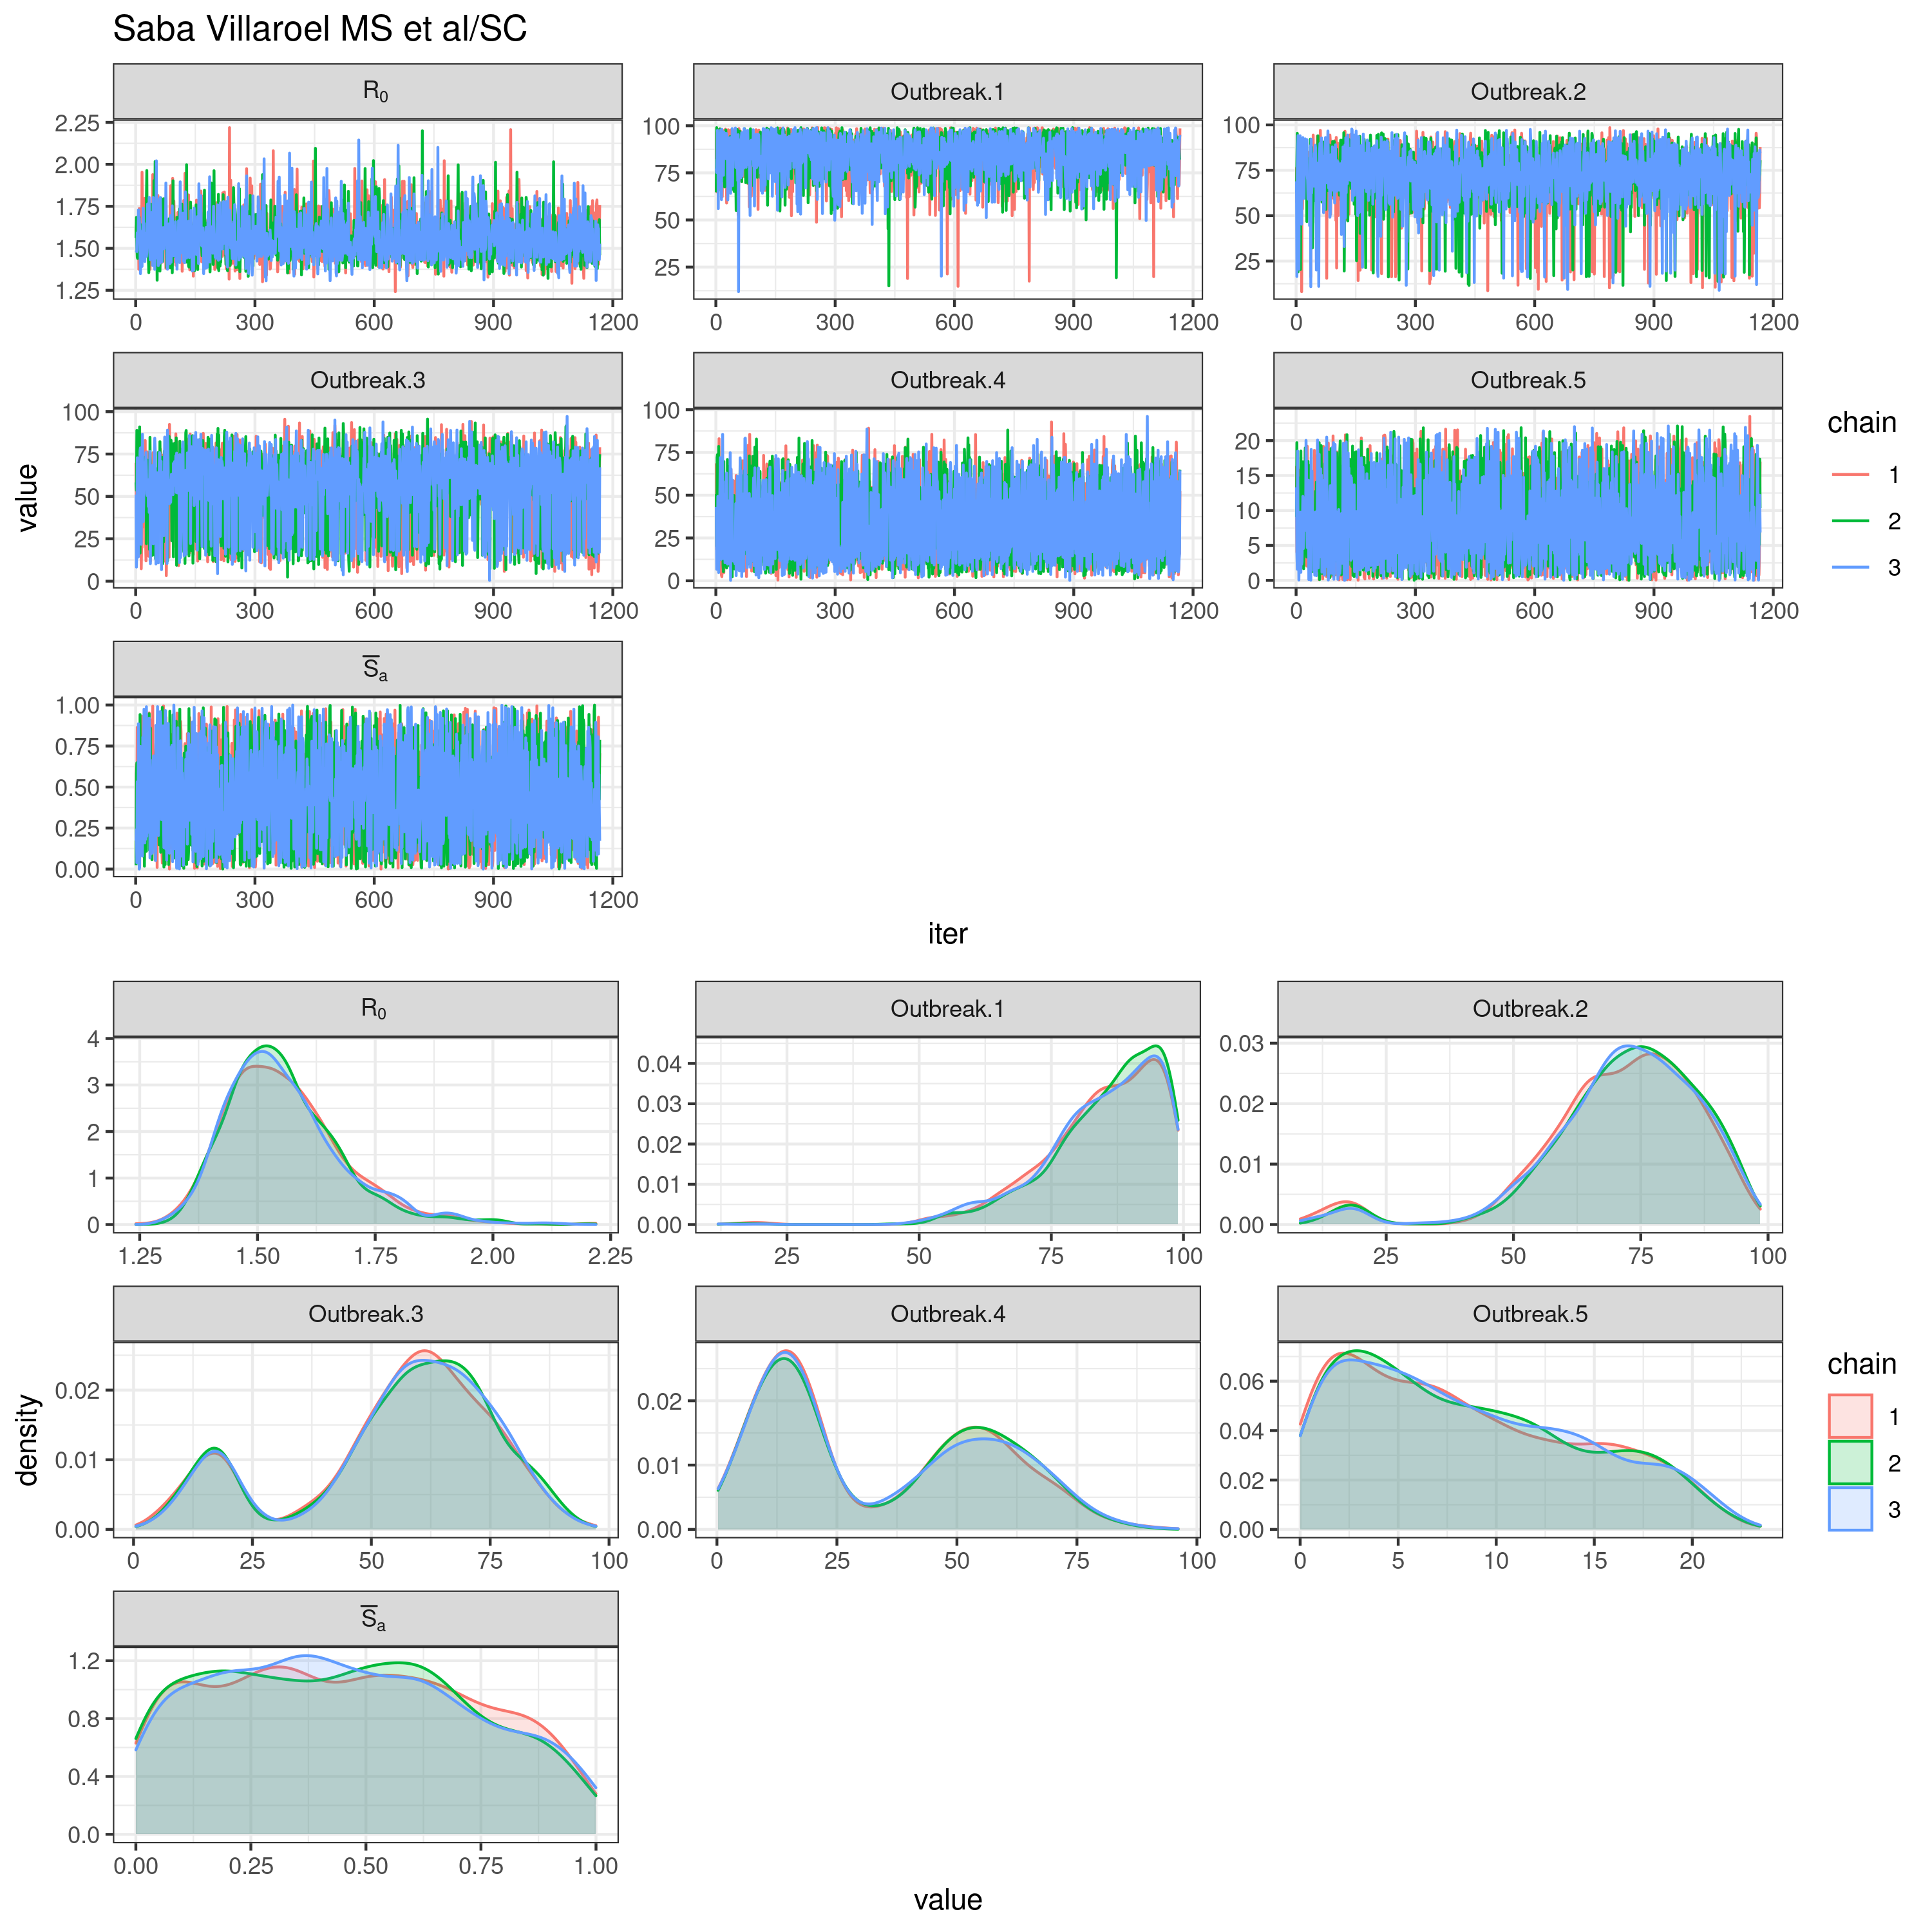 Saba Villaroel MS et al/SC
R0
Outbreak.1
Outbreak.2
2.25
2.00
1.75
1.50
1.25
100
75
50
25
100
75
50
25
0 300 600 900 1200
0 300 600 900 1200
0 300 600 900 1200
Outbreak.3
Outbreak.4
Outbreak.5
100
75
50
25
0
100
75
50
25
0
20
15
10
5
0
0 300 600 900 1200
0 300 600 900 1200
0 300 600 900 1200
S̅a
1.00
0.75
0.50
0.25
0.00
0 300 600 900 1200
value
iter
chain
1
2
3
R0
Outbreak.1
Outbreak.2
4
3
2
1
0
0.04
0.03
0.02
0.01
0.00
0.03
0.02
0.01
0.00
1.25 1.50 1.75 2.00 2.25
25 50 75 100
25 50 75 100
Outbreak.3
Outbreak.4
Outbreak.5
0.02
0.01
0.00
0.02
0.01
0.00
0.06
0.04
0.02
0.00
0 25 50 75 100
0 25 50 75 100
0 5 10 15 20
S̅a
1.2
0.8
0.4
0.0
0.00 0.25 0.50 0.75 1.00
density
value
chain
1
2
3